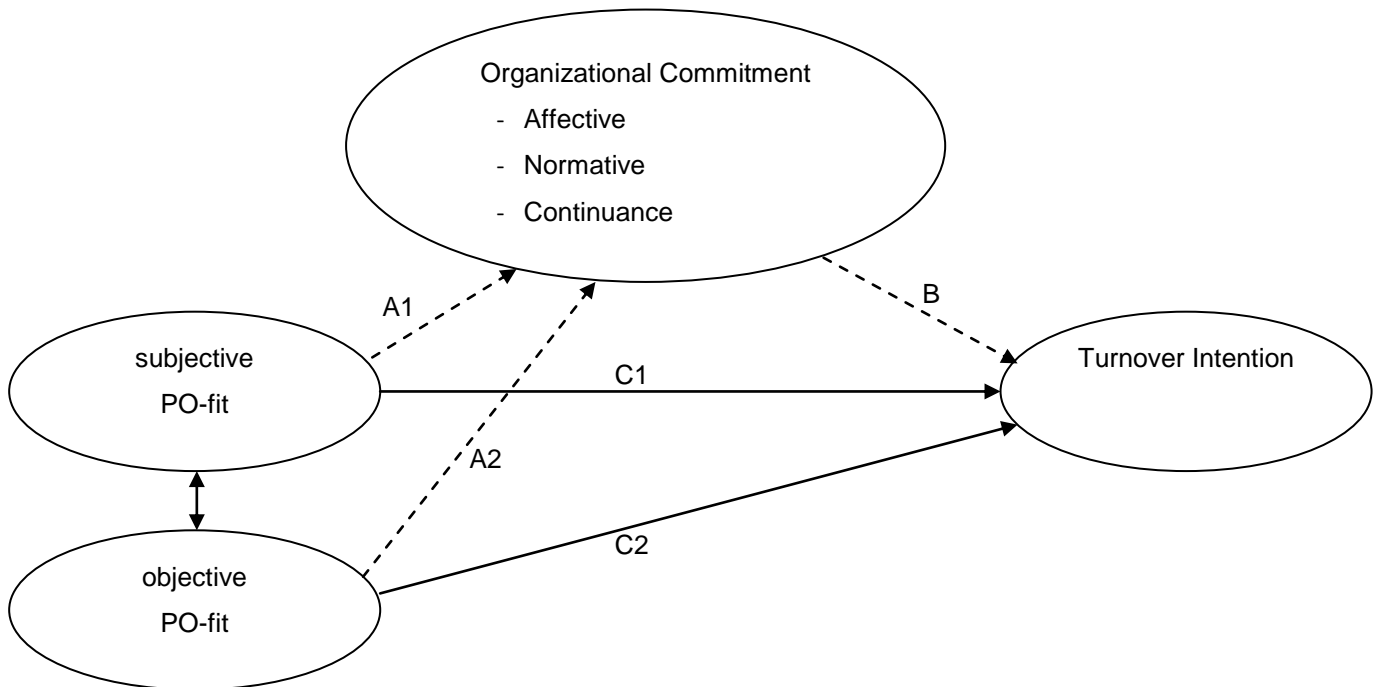 Organizational Commitment
- Affective
- Normative
- Continuance
A1
B
subjective
PO-fit
C1
Turnover Intention
A2
C2
objective
PO-fit